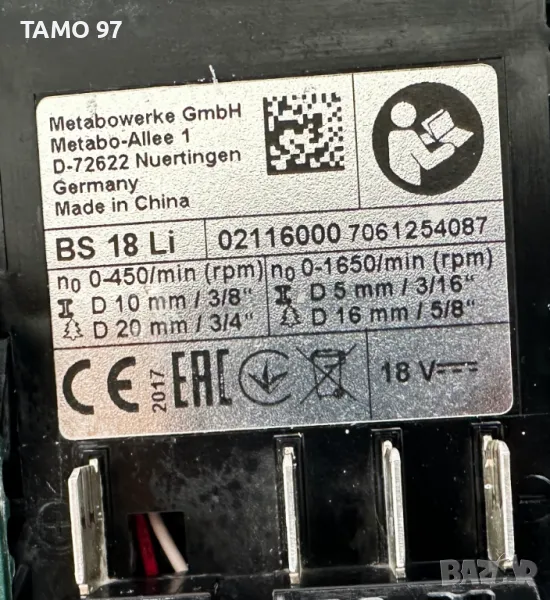 TAMO 97
Metabowerke GmbH
Metabo-Allee 1
D-72622 Nuertingen
Germany
Made in China
BS 18 Li
02116000 7061254087
n0 0-450/min (rpm)
D 10 mm / 3/8"
D 20 mm / 3/4"
n0 0-1650/min (rpm)
D 5 mm / 3/16"
D 16 mm / 5/8"
CE
2017
EAC
18 V
BAZAR